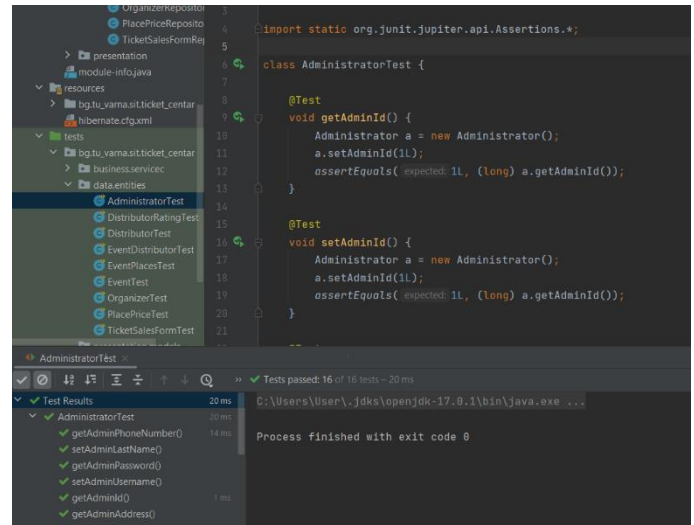 OrganizerReposito
PlacePriceReposito
TicketSalesFormRe
presentation
module-info.java
resources
bg.tu_varna.sit.ticket_centar
hibernate.cfg.xml
tests
bg.tu_varna.sit.ticket_centar
business.servicec
data.entities
AdministratorTest
DistributorRatingTest
DistributorTest
EventDistributorTest
EventPlacesTest
EventTest
OrganizerTest
PlacePriceTest
TicketSalesFormTest
presentation.models
3
4 import static org.junit.jupiter.api.Assertions.*;
5
6 class AdministratorTest {
7
8 @Test
9 void getAdminId() {
10 Administrator a = new Administrator();
11 a.setAdminId(1L);
12 assertEquals( expected: 1L, (long) a.getAdminId());
13 }
14
15 @Test
16 void setAdminId() {
17 Administrator a = new Administrator();
18 a.setAdminId(1L);
19 assertEquals( expected: 1L, (long) a.getAdminId());
20 }
21
AdministratorTest
Tests passed: 16 of 16 tests – 20 ms
Test Results 20 ms
AdministratorTest 20 ms
getAdminPhoneNumber() 14 ms
setAdminLastName()
getAdminPassword()
setAdminUsername()
getAdminId() 1 ms
getAdminAddress()
C:\Users\User\.jdks\openjdk-17.0.1\bin\java.exe ...
Process finished with exit code 0